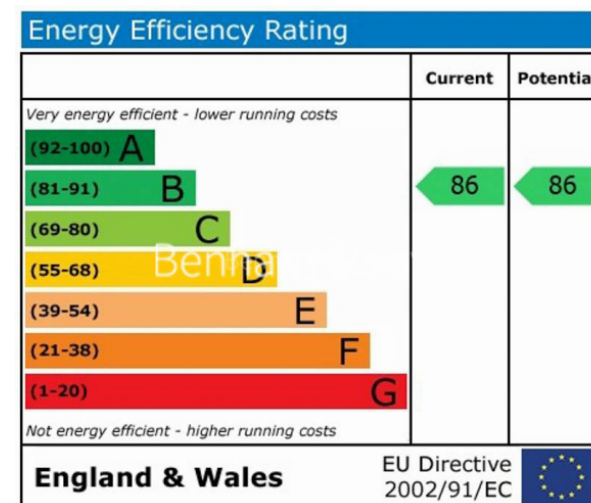 Energy Efficiency Rating
Current Potentia
Very energy efficient - lower running costs
(92-100) A
(81-91) B 86 86
(69-80) C
(55-68) D
(39-54) E
(21-38) F
(1-20) G
Not energy efficient - higher running costs
England & Wales
EU Directive
2002/91/EC